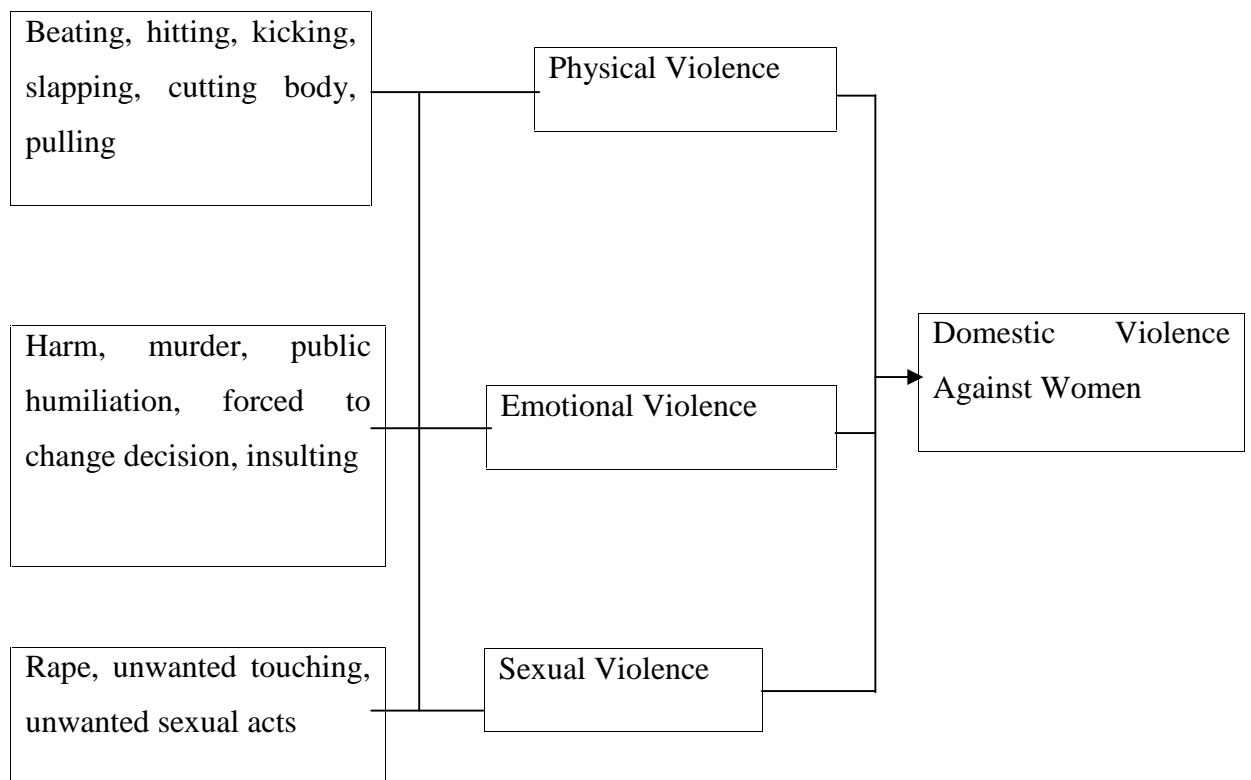 Beating, hitting, kicking,
slapping, cutting body,
pulling
Physical Violence
Harm, murder, public
humiliation, forced to
change decision, insulting
Emotional Violence
Domestic Violence
Against Women
Rape, unwanted touching,
unwanted sexual acts
Sexual Violence